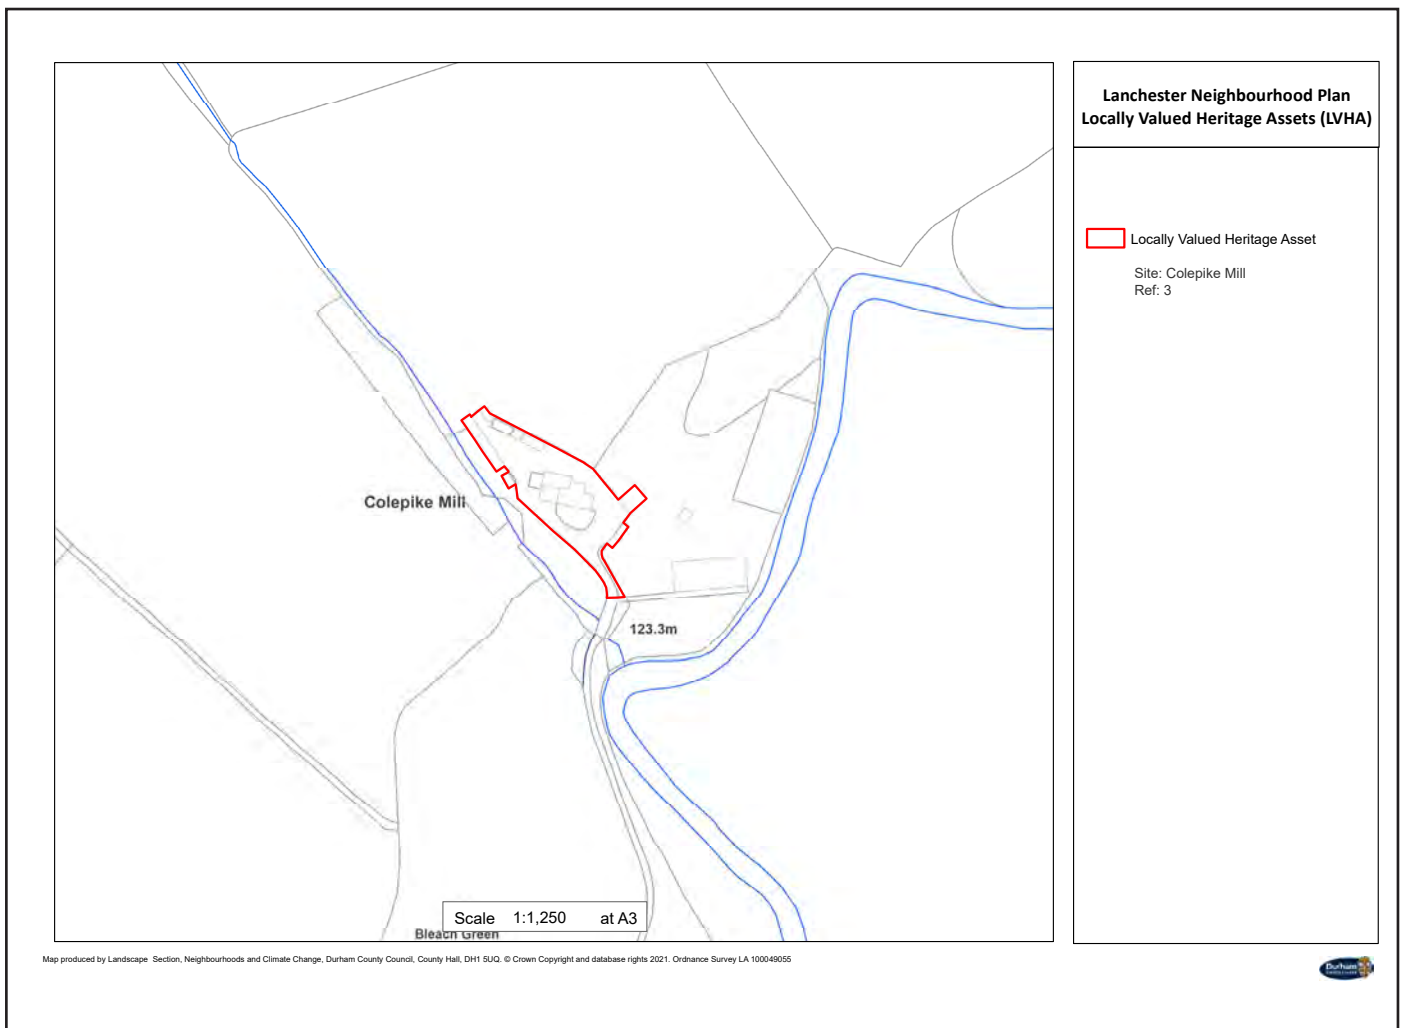 Lanchester Neighbourhood Plan
Locally Valued Heritage Assets (LVHA)
Locally Valued Heritage Asset
Site: Colepike Mill
Ref: 3
Colepike Mill
123.3m
Scale 1:1,250 at A3
Bleach Green
Map produced by Landscape Section, Neighbourhoods and Climate Change, Durham County Council, County Hall, DH1 5UQ. © Crown Copyright and database rights 2021. Ordnance Survey LA 100049055
Durham